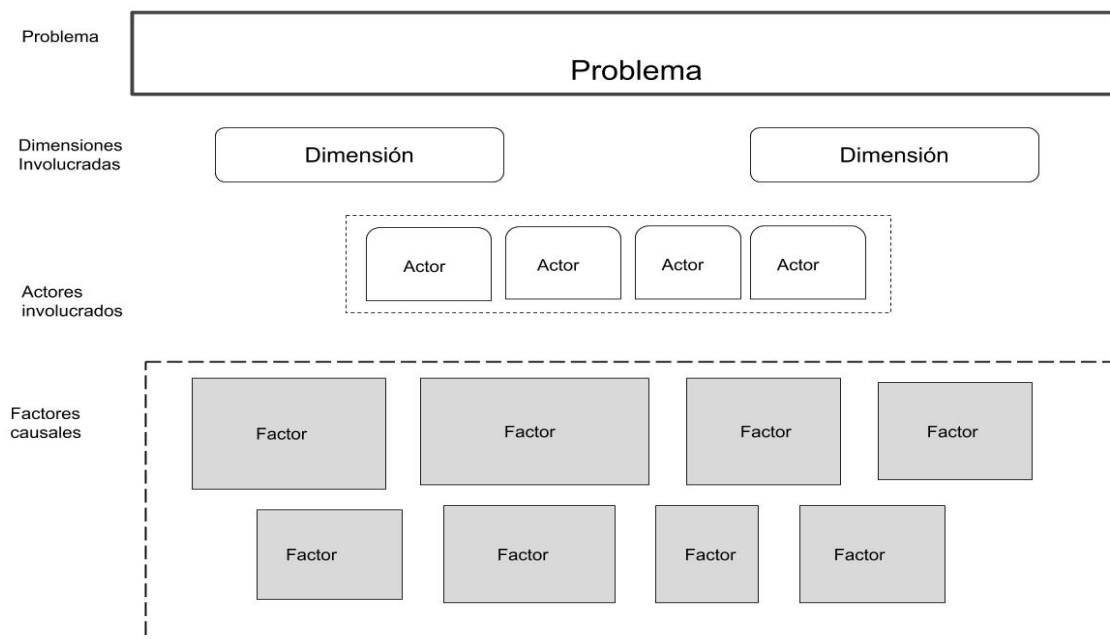 Problema
Problema
Dimensiones
Involucradas
Dimensión
Dimensión
Actores
involucrados
Actor
Actor
Actor
Actor
Factores
causales
Factor
Factor
Factor
Factor
Factor
Factor
Factor
Factor